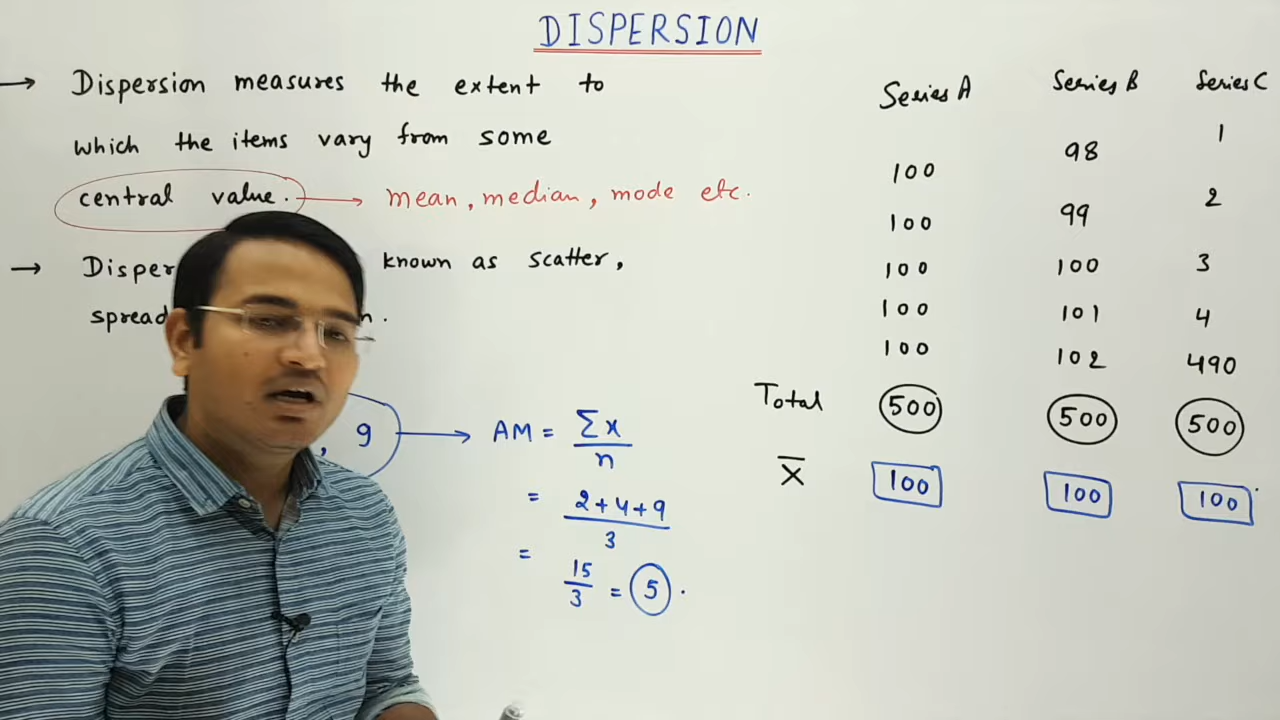 DISPERSION
→ Dispersion measures the extent to
which the items vary from some
central value. → mean, median, mode etc.
→ known as scatter,
spread
, 9 → AM = Σx / n
= 2+4+9 / 3
= 15/3 = 5.
Series A Series B Series C
100 98 1
100 99 2
100 100 3
100 101 4
100 102 490
Total 500 500 500
X̄ 100 100 100